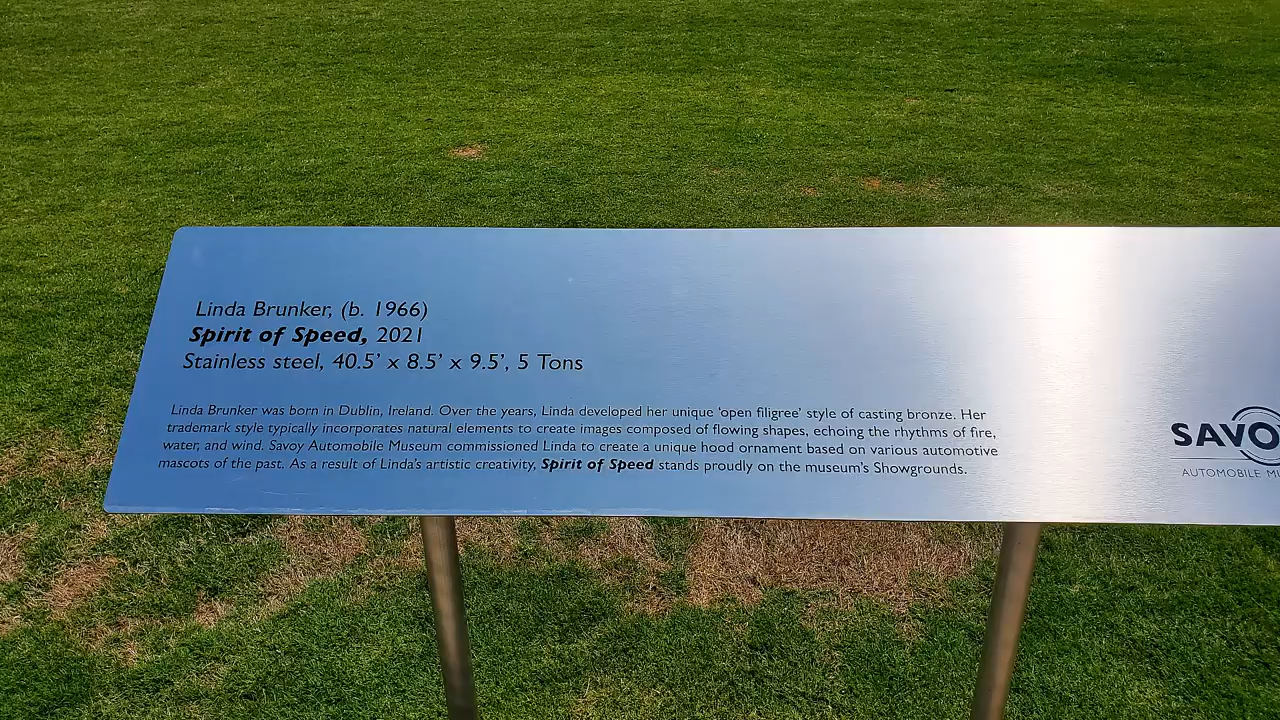 Linda Brunker, (b. 1966)
Spirit of Speed, 2021
Stainless steel, 40.5’ x 8.5’ x 9.5’, 5 Tons
Linda Brunker was born in Dublin, Ireland. Over the years, Linda developed her unique ‘open filigree’ style of casting bronze. Her
trademark style typically incorporates natural elements to create images composed of flowing shapes, echoing the rhythms of fire,
water, and wind. Savoy Automobile Museum commissioned Linda to create a unique hood ornament based on various automotive
mascots of the past. As a result of Linda’s artistic creativity, Spirit of Speed stands proudly on the museum’s Showgrounds.
SAVO
AUTOMOBILE MU